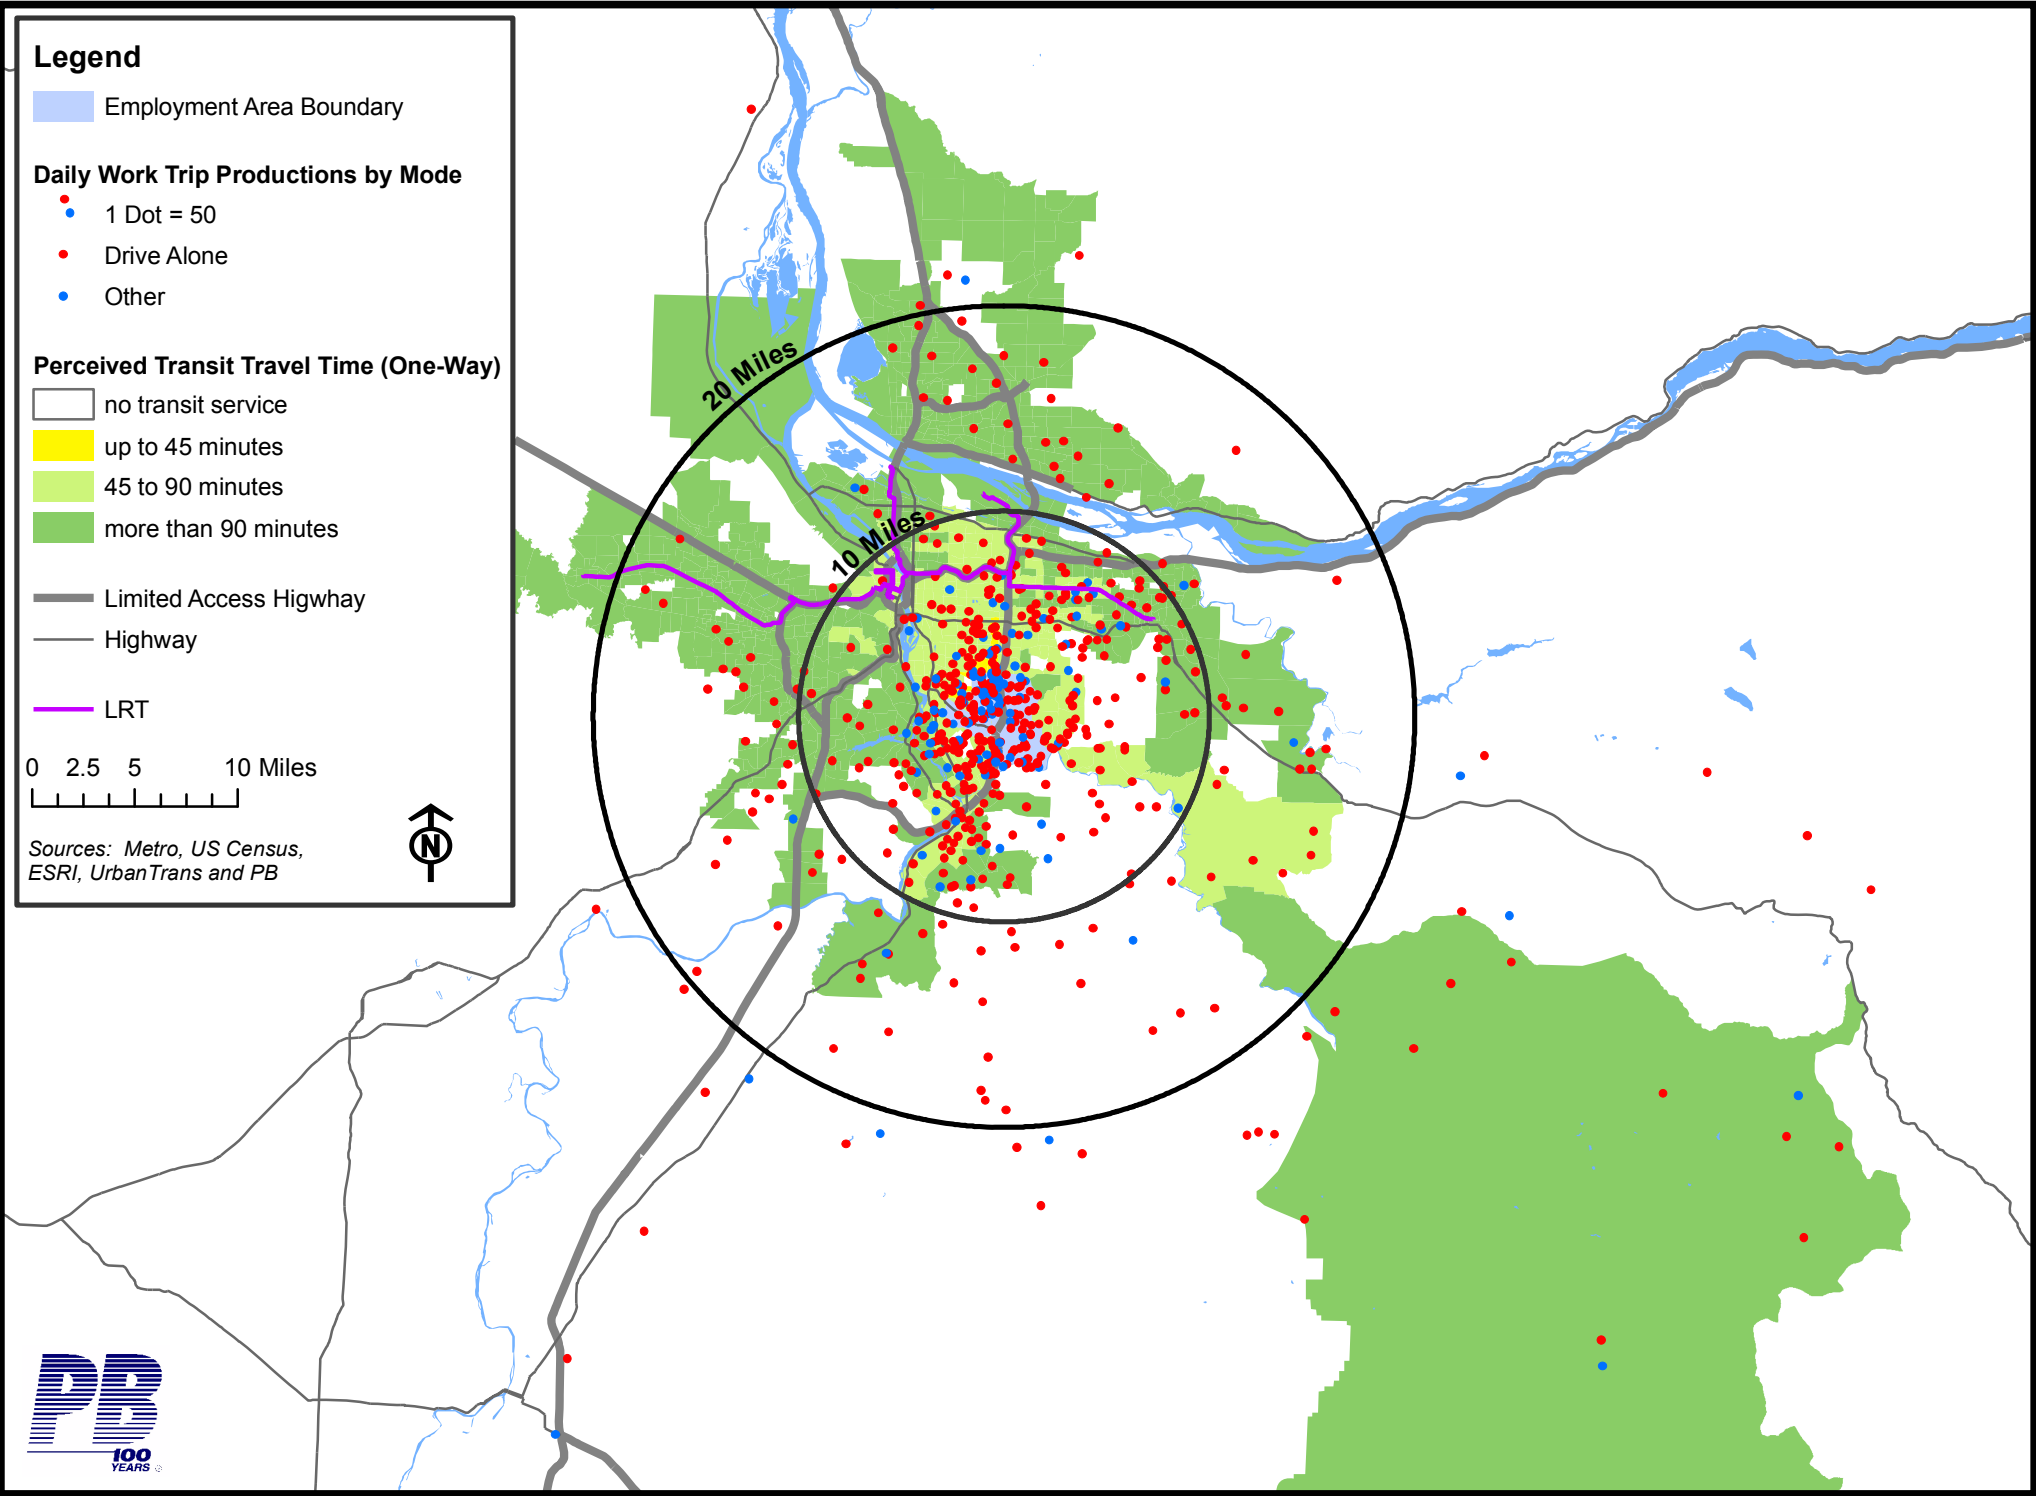 Legend
Employment Area Boundary
Daily Work Trip Productions by Mode
1 Dot = 50
Drive Alone
Other
Perceived Transit Travel Time (One-Way)
no transit service
up to 45 minutes
45 to 90 minutes
more than 90 minutes
Limited Access Higwhay
Highway
LRT
0 2.5 5 10 Miles
Sources: Metro, US Census,
ESRI, UrbanTrans and PB
N
20 Miles
10 Miles
PB
100
YEARS